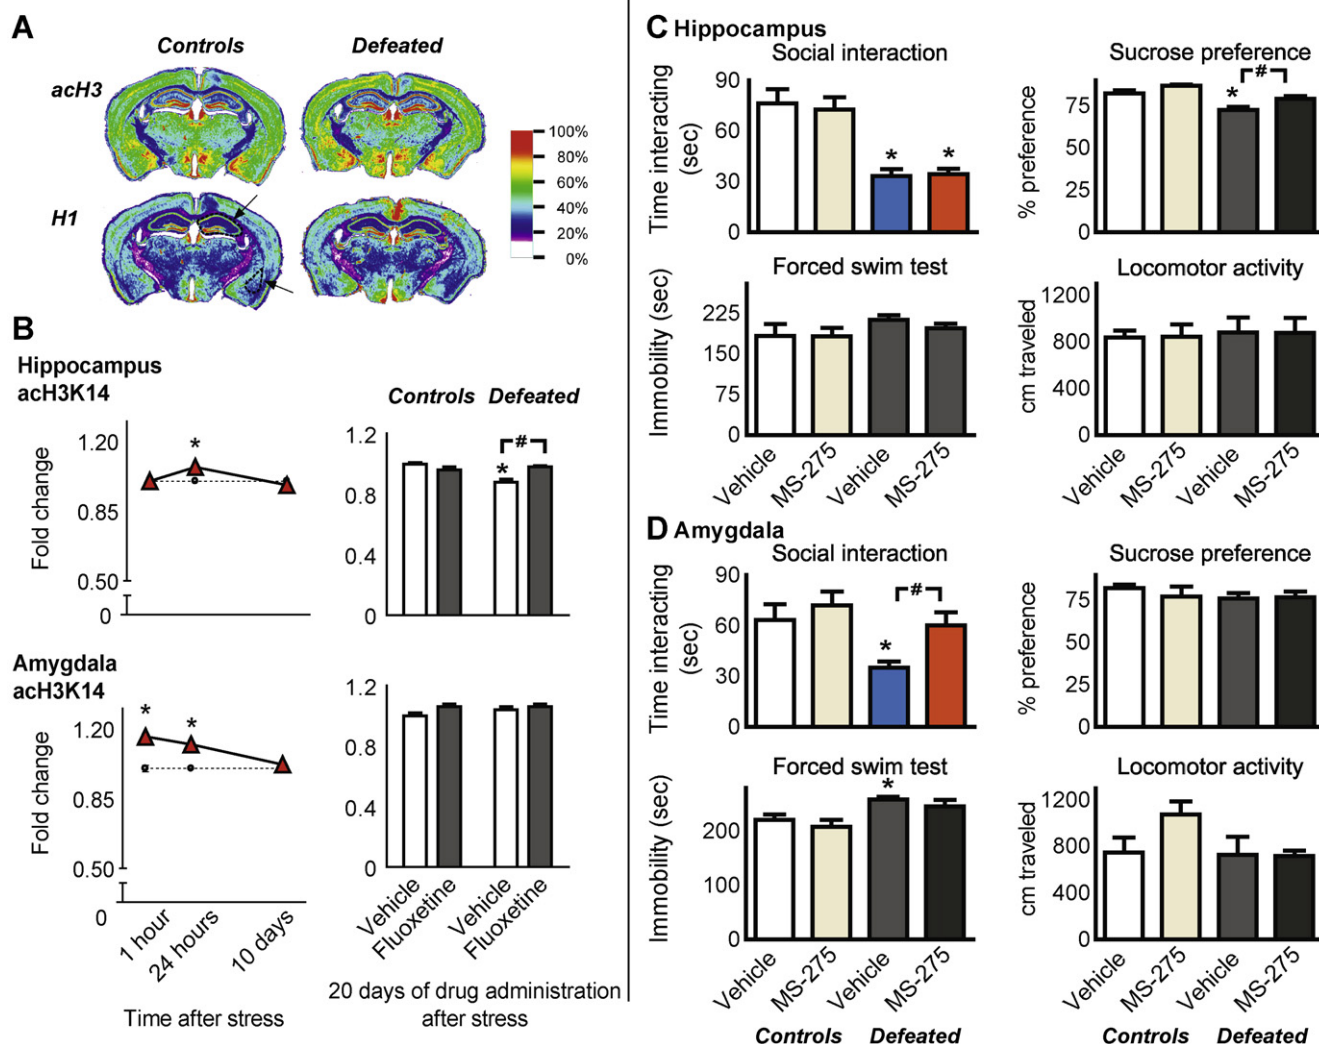 A
Controls Defeated
acH3
H1
100%
80%
60%
40%
20%
0%
B
Hippocampus
acH3K14
Controls Defeated
Fold change
1.20
0.85
0.50
0
*
1.2
0.8
0.4
0
*
#
Amygdala
acH3K14
Fold change
1.20
0.85
0.50
0
* *
1 hour
24 hours
10 days
Time after stress
1.2
0.8
0.4
0
Vehicle
Fluoxetine
Vehicle
Fluoxetine
20 days of drug administration
after stress
C Hippocampus
Social interaction
Time interacting
(sec)
90
60
30
0
* *
Sucrose preference
% preference
75
50
25
0
*
#
Forced swim test
Immobility (sec)
225
150
75
0
Vehicle
MS-275
Vehicle
MS-275
Locomotor activity
cm traveled
1200
800
400
0
Vehicle
MS-275
Vehicle
MS-275
D Amygdala
Social interaction
Time interacting
(sec)
90
60
30
0
*
#
Sucrose preference
% preference
75
50
25
0
Forced swim test
Immobility (sec)
200
100
0
*
Vehicle
MS-275
Vehicle
MS-275
Controls Defeated
Locomotor activity
cm traveled
1200
800
400
0
Vehicle
MS-275
Vehicle
MS-275
Controls Defeated